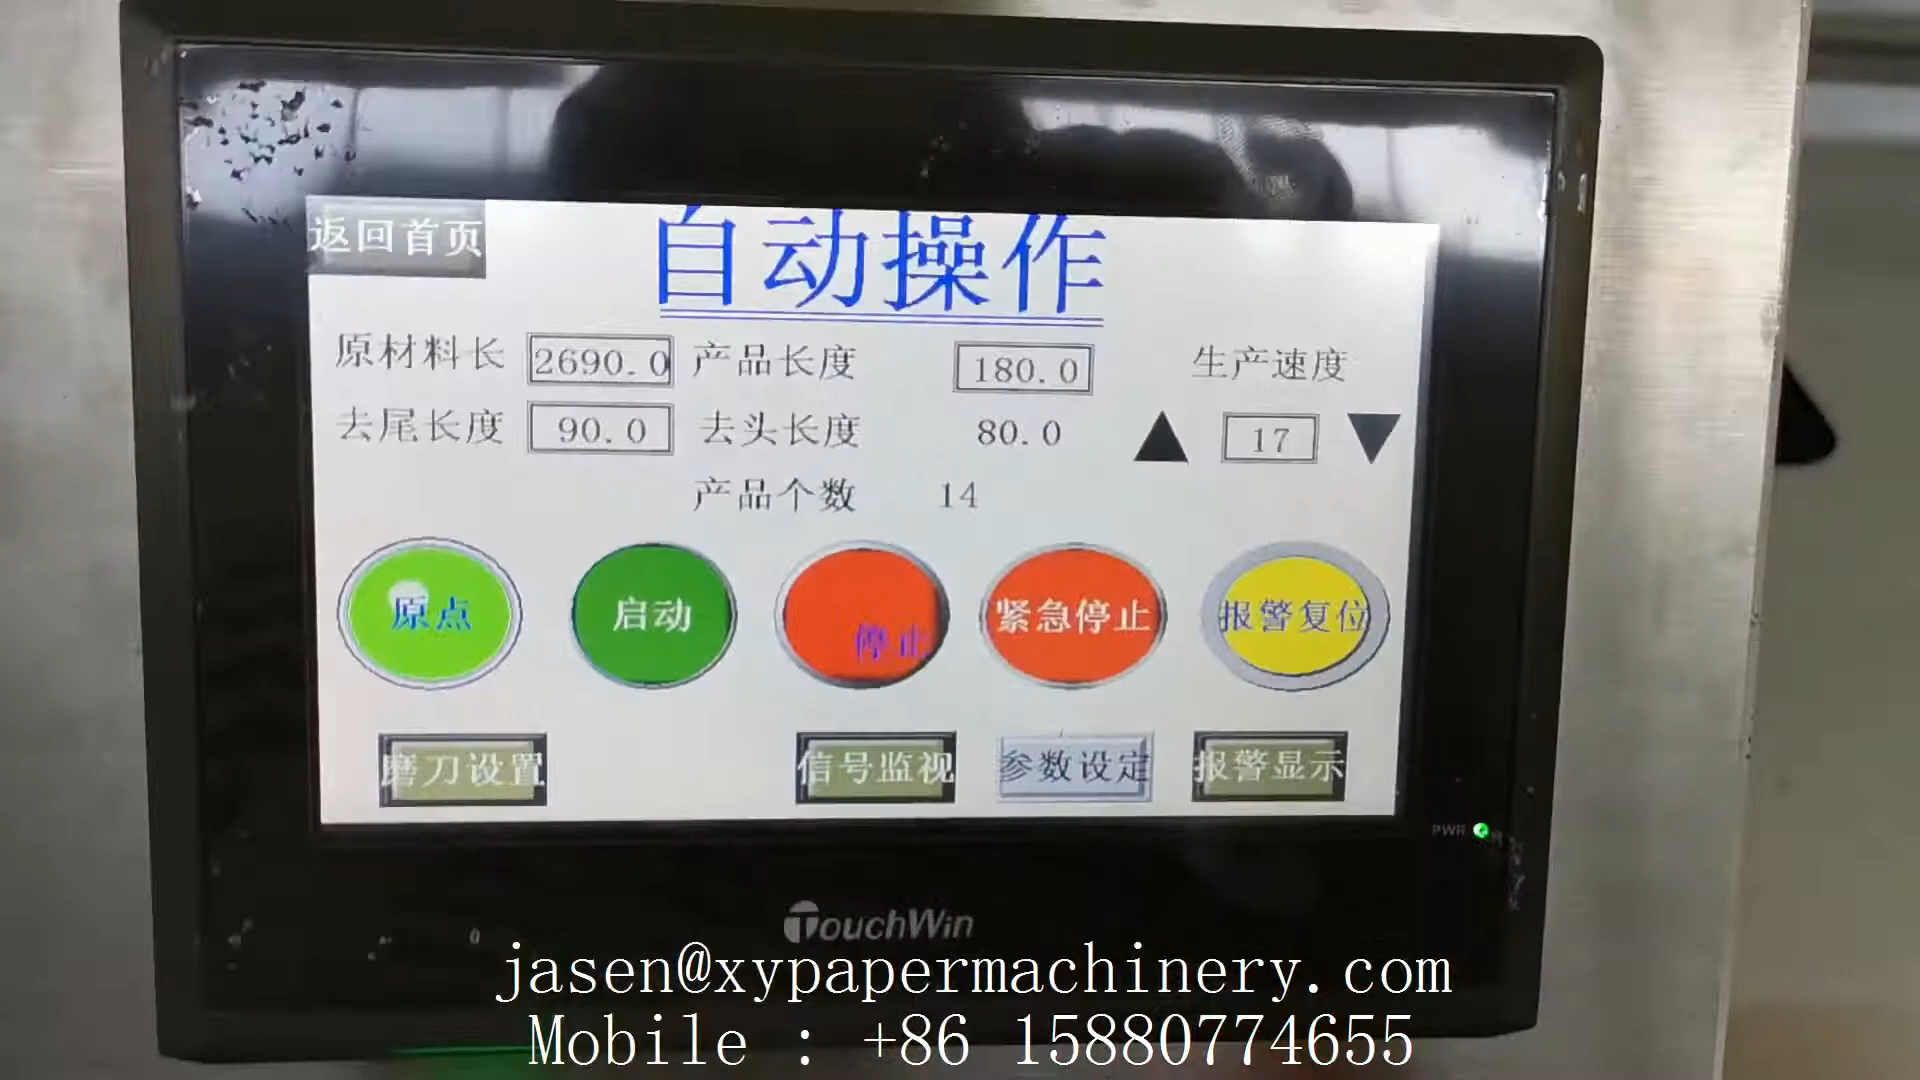 返回首页
自动操作
原材料长 2690.0 产品长度 180.0 生产速度
去尾长度 90.0 去头长度 80.0 17
产品个数 14
原点 启动 停止 紧急停止 报警复位
磨刀设置 信号监视 参数设定 报警显示
PWR
TouchWin
jasen@xypapermachinery.com
Mobile : +86 15880774655